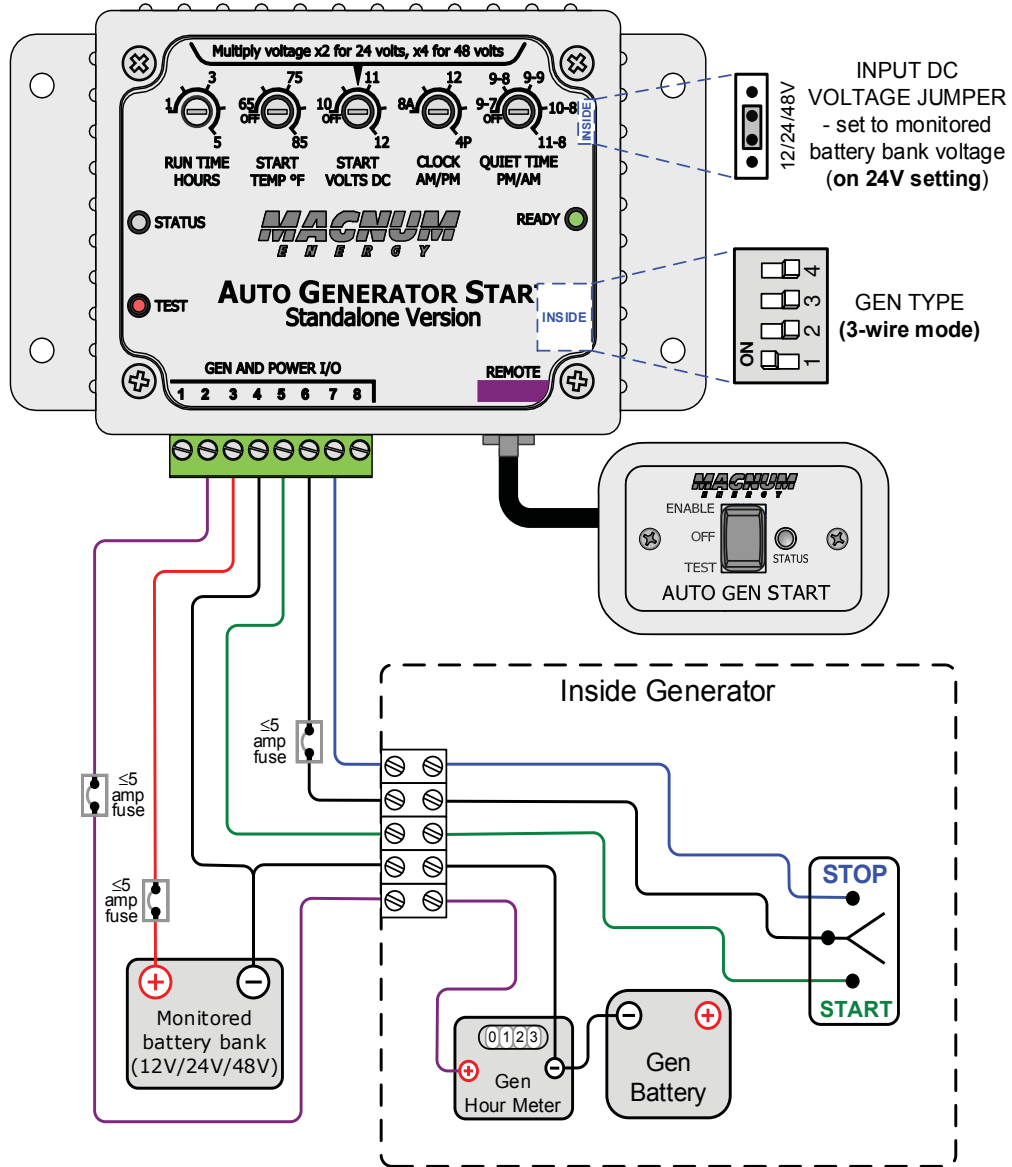 Multiply voltage x2 for 24 volts, x4 for 48 volts
1 3 5
65 OFF 75 85
10 OFF 11 12
8A 12 4P
9-7 OFF 9-8 9-9 10-8 11-8
RUN TIME HOURS
START TEMP °F
START VOLTS DC
CLOCK AM/PM
QUIET TIME PM/AM
INSIDE
STATUS
MAGNUM
ENERGY
READY
TEST
AUTO GENERATOR START
Standalone Version
INSIDE
GEN AND POWER I/O
1 2 3 4 5 6 7 8
REMOTE
12/24/48V
INPUT DC
VOLTAGE JUMPER
- set to monitored
battery bank voltage
(on 24V setting)
ON
1 2 3 4
GEN TYPE
(3-wire mode)
MAGNUM
ENERGY
ENABLE
OFF
TEST
STATUS
AUTO GEN START
Inside Generator
≤5
amp
fuse
≤5
amp
fuse
≤5
amp
fuse
+ −
Monitored
battery bank
(12V/24V/48V)
STOP
START
0123
+ −
Gen
Hour Meter
− +
Gen
Battery